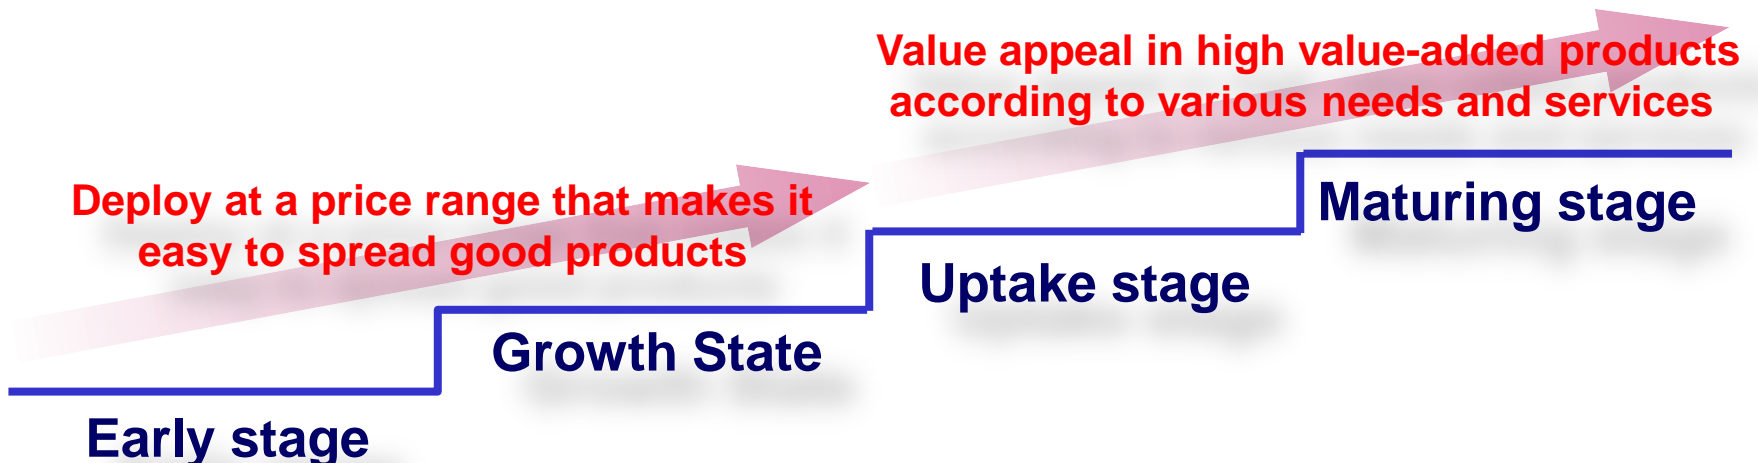 Value appeal in high value-added products
according to various needs and services
Deploy at a price range that makes it
easy to spread good products
Maturing stage
Uptake stage
Growth State
Early stage